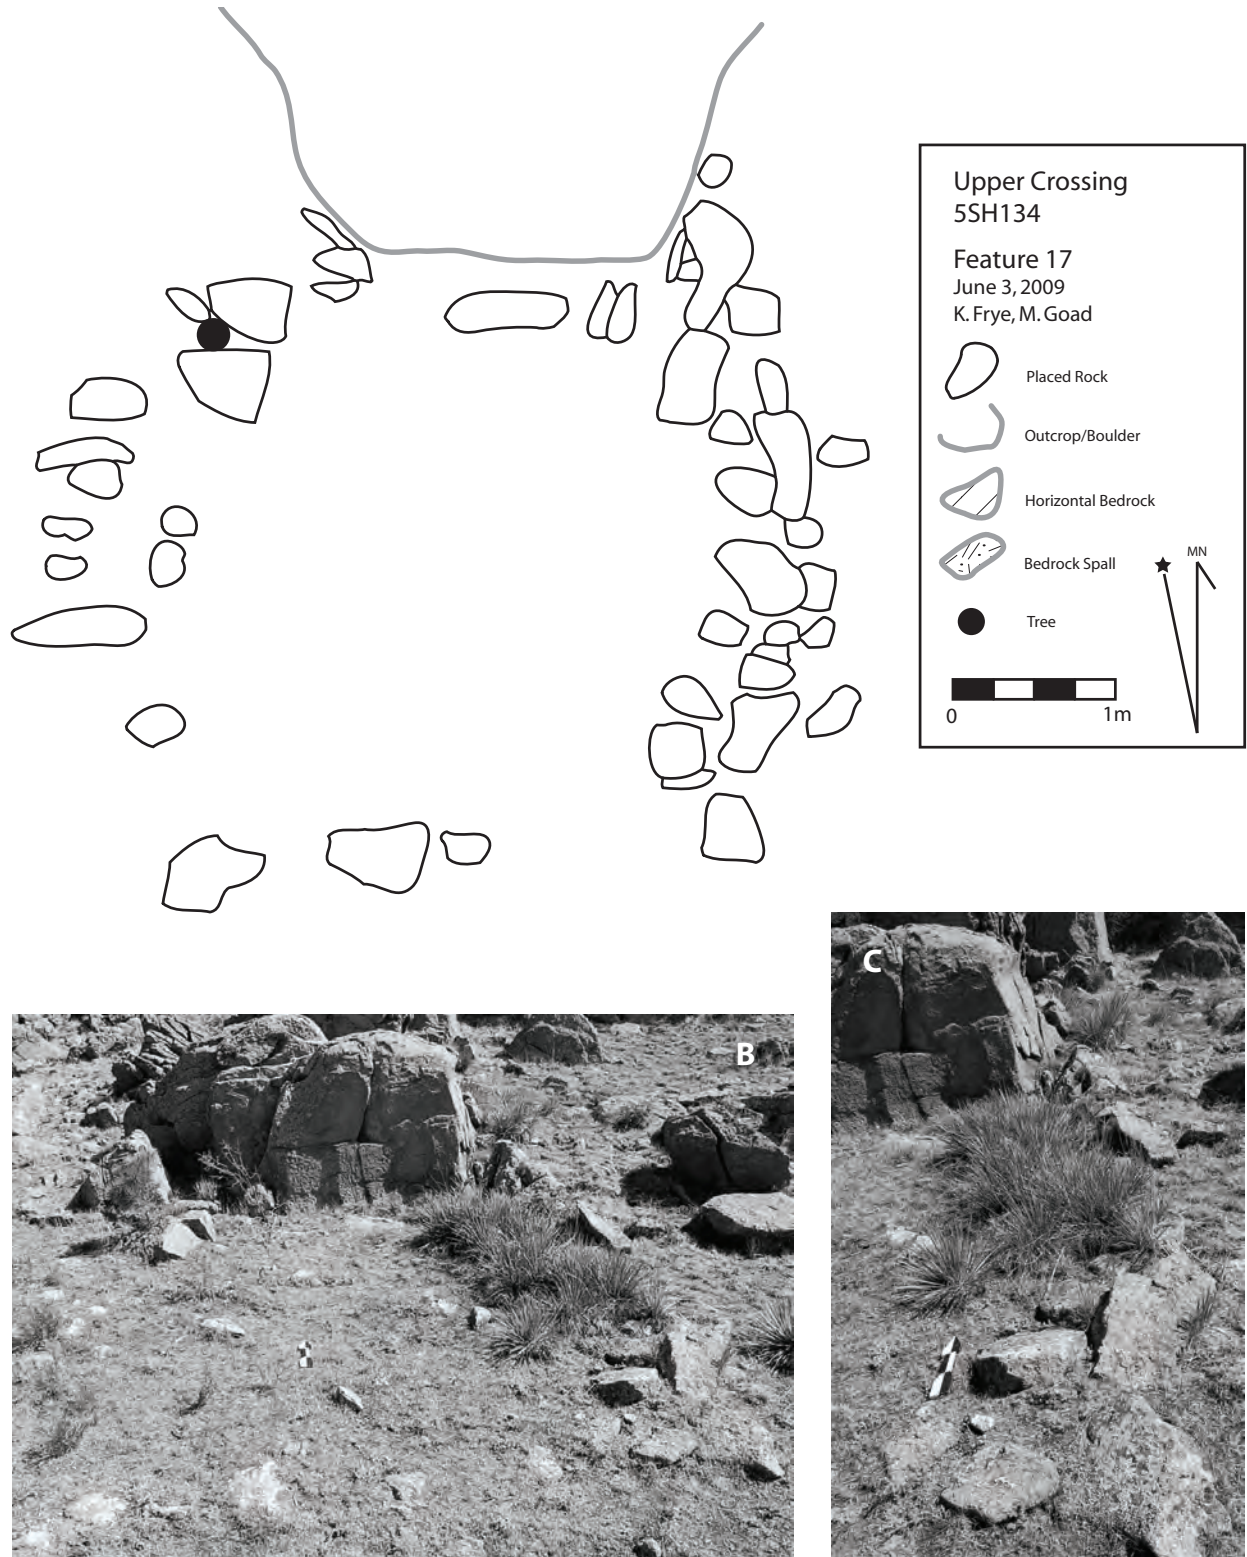 Upper Crossing
5SH134
Feature 17
June 3, 2009
K. Frye, M. Goad
Placed Rock
Outcrop/Boulder
Horizontal Bedrock
Bedrock Spall
MN
Tree
0
1m
B
C